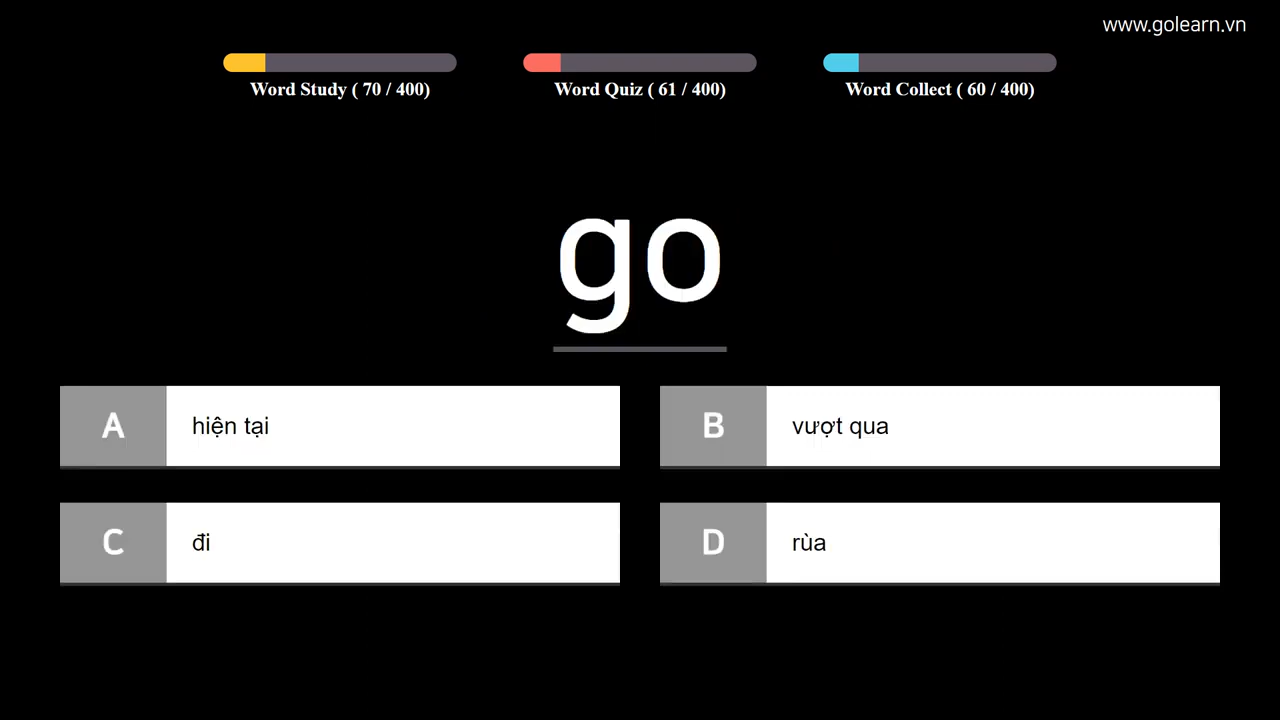 www.golearn.vn
Word Study ( 70 / 400)
Word Quiz ( 61 / 400)
Word Collect ( 60 / 400)
go
A hiện tại
B vượt qua
C đi
D rùa